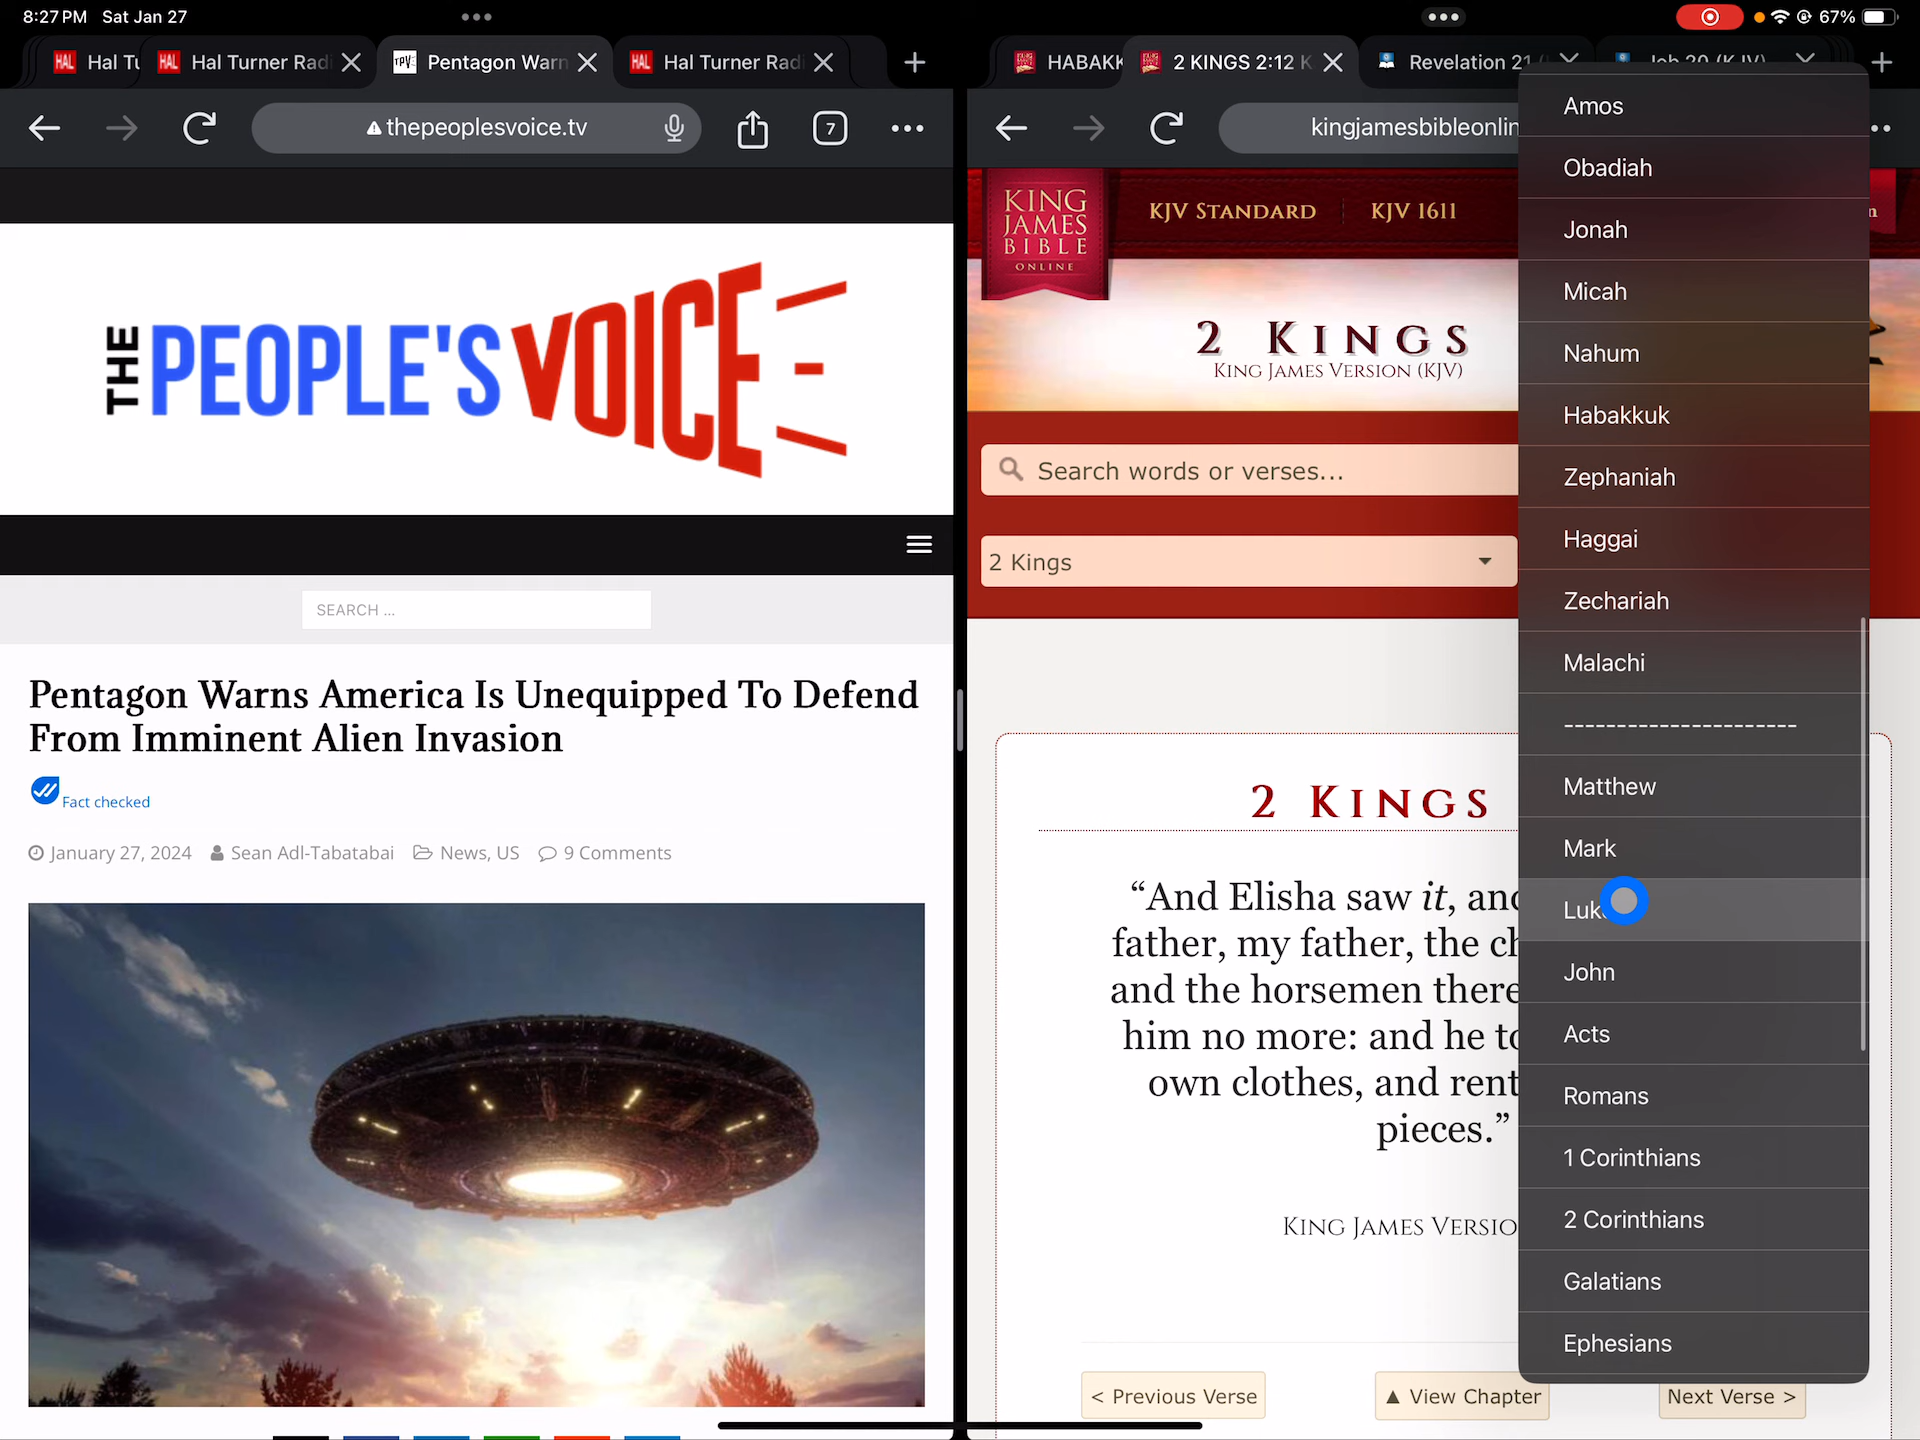 8:27 PM Sat Jan 27
67%
Hal Tu
Hal Turner Radi
Pentagon Warn
Hal Turner Radi
thepeoplesvoice.tv
7
THE PEOPLE'S VOICE
SEARCH ...
Pentagon Warns America Is Unequipped To Defend
From Imminent Alien Invasion
Fact checked
January 27, 2024 Sean Adl-Tabatabai News, US 9 Comments
HABAKK
2 KINGS 2:12 K
Revelation 21
Job 20 (KJV)
kingjamesbibleonlin
KING
JAMES
BIBLE
ONLINE
KJV STANDARD
KJV 1611
2 KINGS
KING JAMES VERSION (KJV)
Search words or verses...
2 Kings
2 KINGS
“And Elisha saw it, and
father, my father, the ch
and the horsemen there
him no more: and he to
own clothes, and rent
pieces.”
KING JAMES VERSIO
< Previous Verse
▲ View Chapter
Next Verse >
Amos
Obadiah
Jonah
Micah
Nahum
Habakkuk
Zephaniah
Haggai
Zechariah
Malachi
----------------------
Matthew
Mark
Luke
John
Acts
Romans
1 Corinthians
2 Corinthians
Galatians
Ephesians